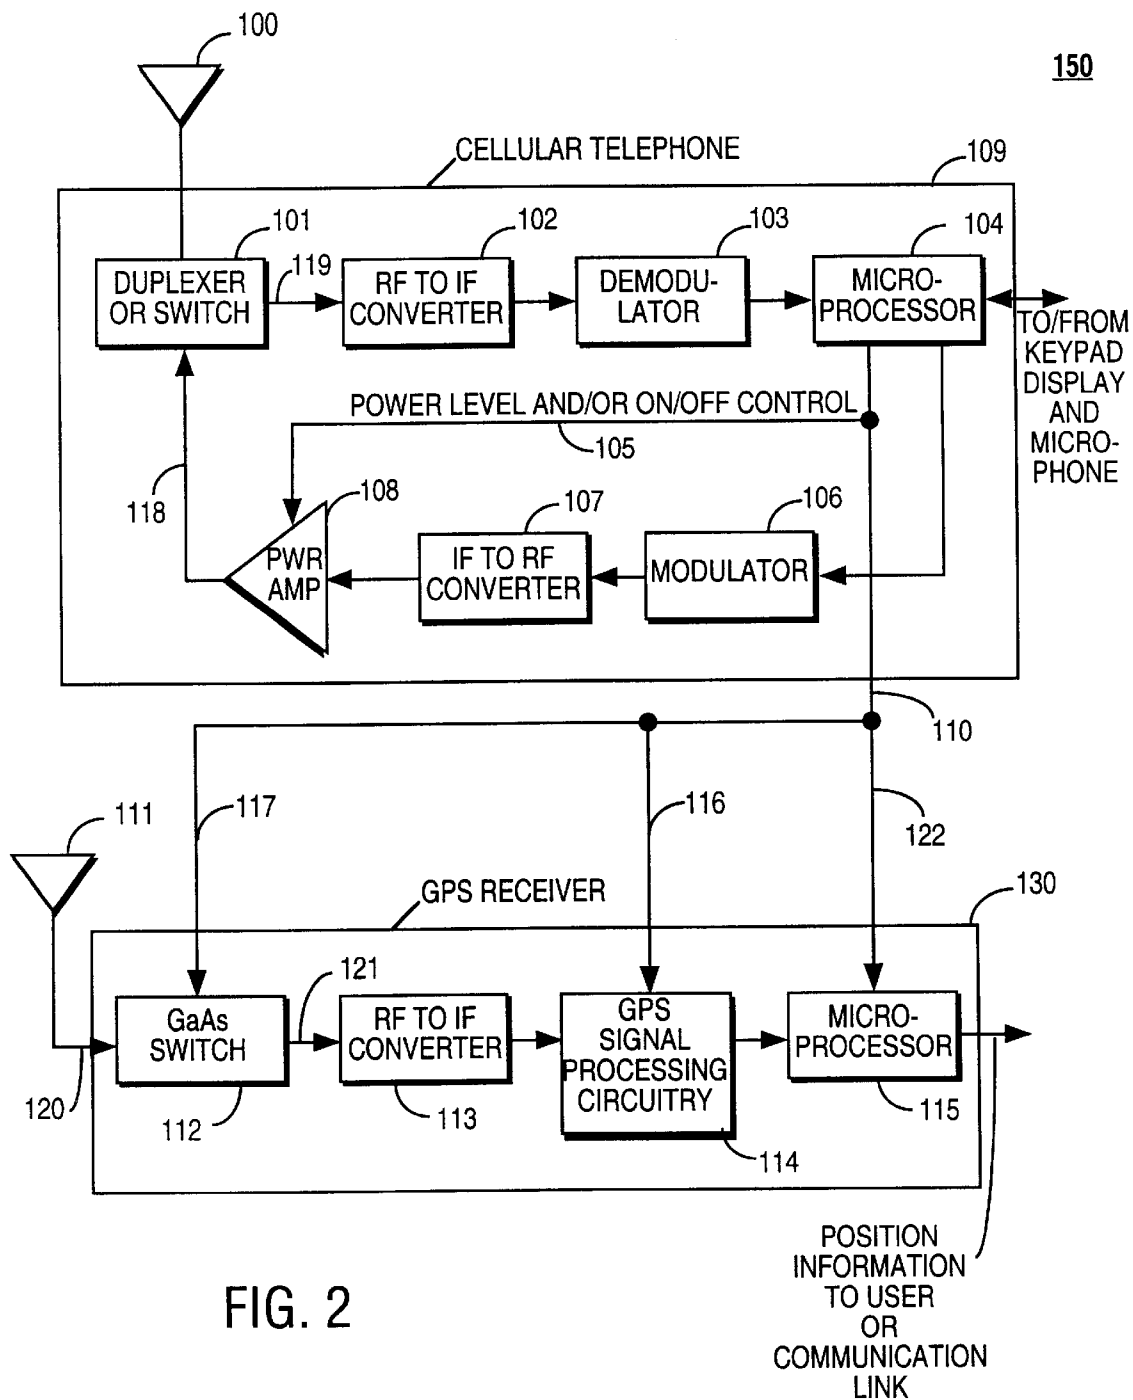 100
150
CELLULAR TELEPHONE
109
101
102
103
104
DUPLEXER
OR SWITCH
119
RF TO IF
CONVERTER
DEMODU-
LATOR
MICRO-
PROCESSOR
TO/FROM
KEYPAD
DISPLAY
AND
MICRO-
PHONE
POWER LEVEL AND/OR ON/OFF CONTROL
105
118
108
107
106
PWR
AMP
IF TO RF
CONVERTER
MODULATOR
110
117
116
122
111
GPS RECEIVER
130
121
GaAs
SWITCH
RF TO IF
CONVERTER
GPS
SIGNAL
PROCESSING
CIRCUITRY
MICRO-
PROCESSOR
120
112
113
114
115
POSITION
INFORMATION
TO USER
OR
COMMUNICATION
LINK
FIG. 2